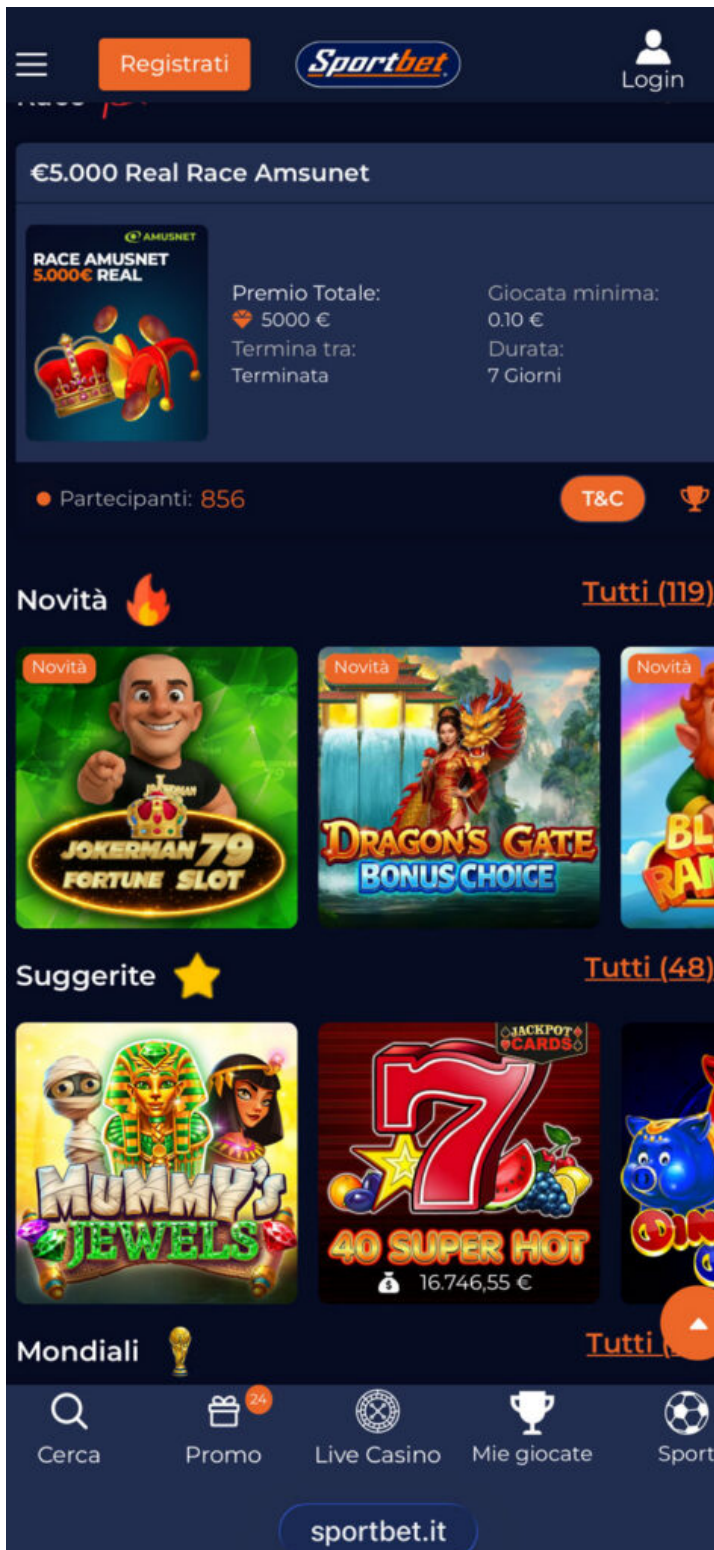 Registrati
Sportbet
Login
€5.000 Real Race Amsunet
AMUSNET
RACE AMUSNET
5.000€ REAL
Premio Totale:
5000 €
Giocata minima:
0.10 €
Termina tra:
Terminata
Durata:
7 Giorni
Partecipanti: 856
T&C
Novità
Tutti (119)
Novità
JOKERMAN 79
FORTUNE SLOT
Novità
DRAGON'S GATE
BONUS CHOICE
Novità
Suggerite
Tutti (48)
MUMMY'S
JEWELS
JACKPOT
CARDS
7
40 SUPER HOT
16.746,55 €
Mondiali
Tutti
Cerca
24
Promo
Live Casino
Mie giocate
Sport
sportbet.it